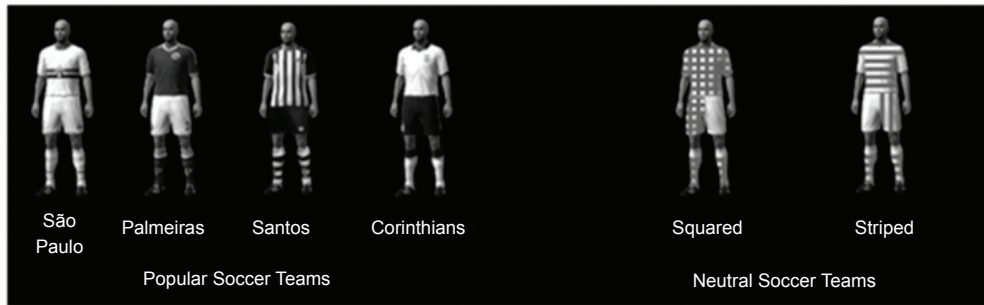 São
Paulo
Palmeiras
Santos
Corinthians
Squared
Striped
Popular Soccer Teams
Neutral Soccer Teams